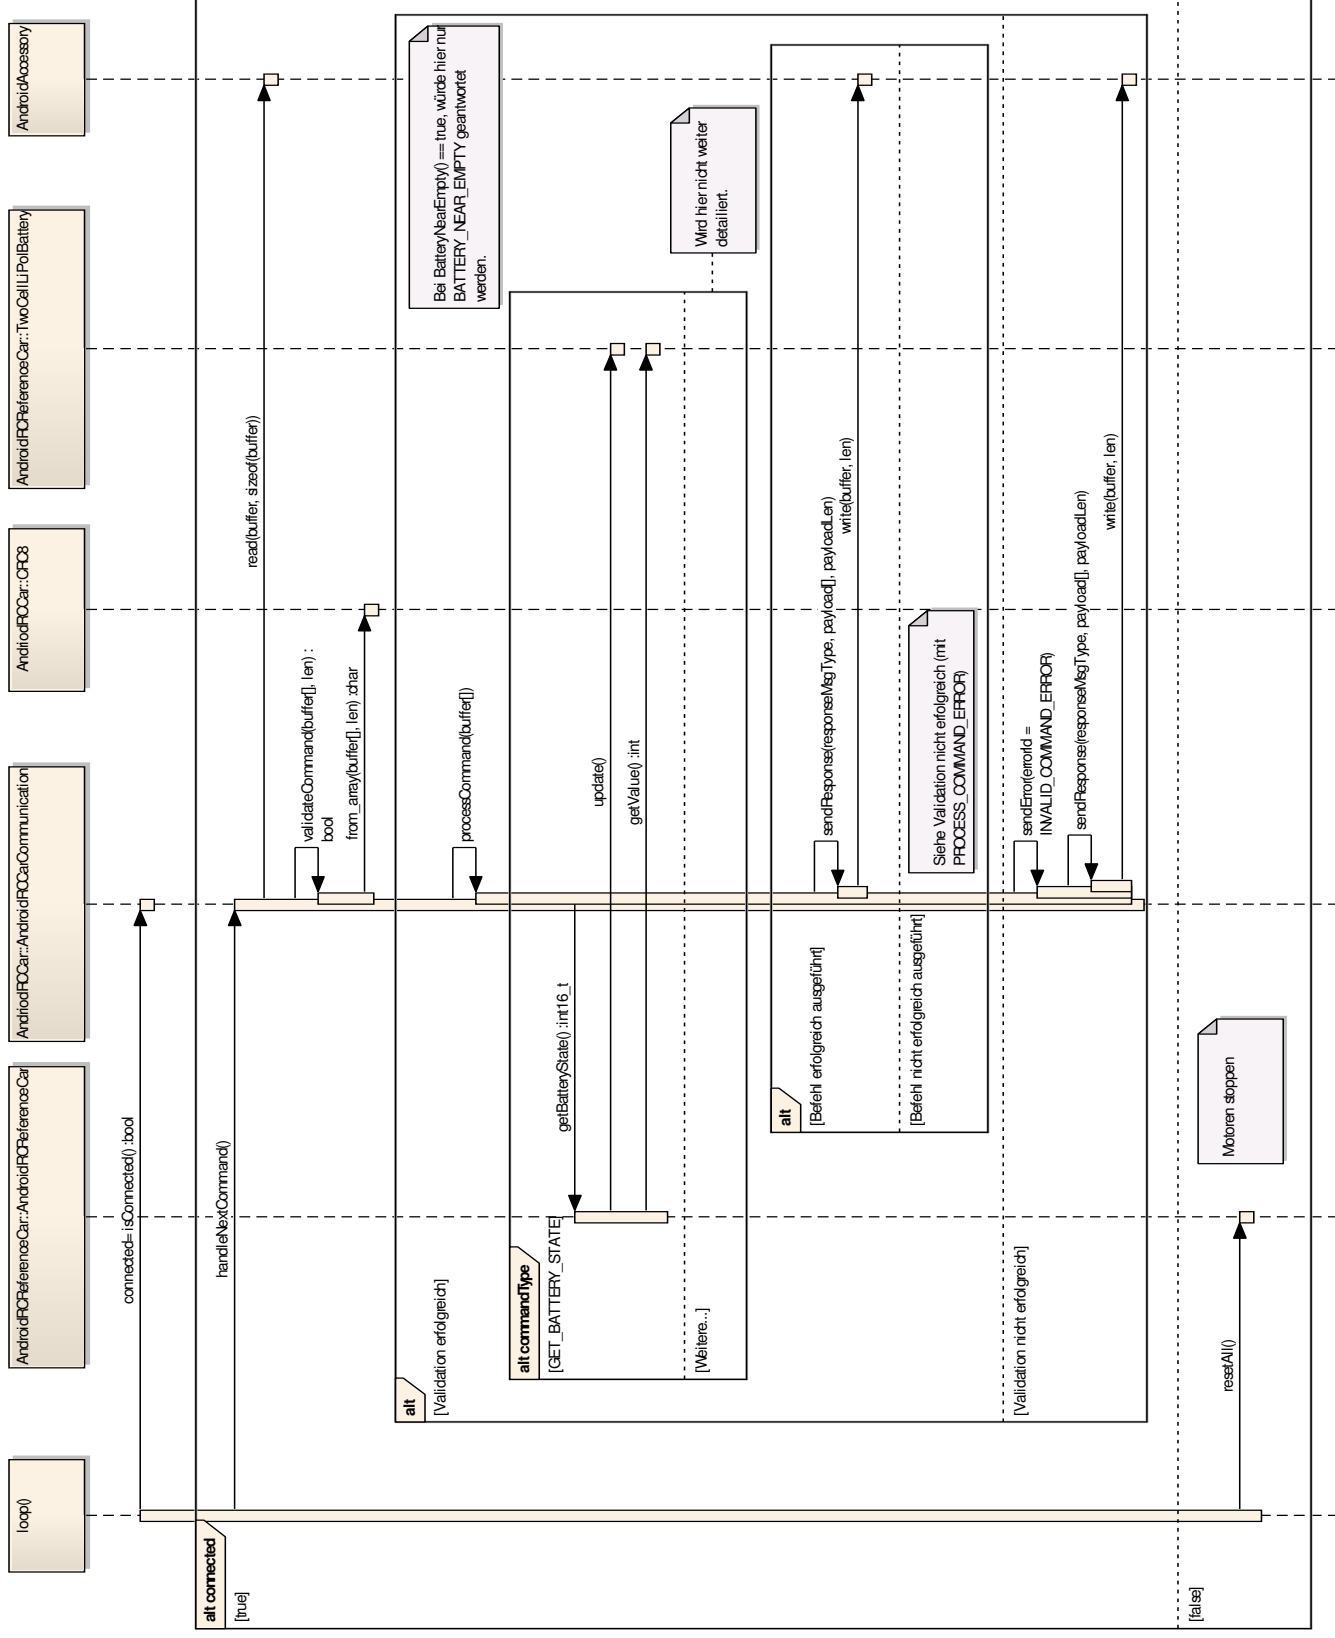 loop()
AndroidRCReferenceCar::AndroidRCReferenceCar
AndriodRCCar::AndroidRCCarCommunication
AndriodRCCar::CRC8
AndroidRCReferenceCar::TwoCellLiPolBattery
AndroidAccessory
connected= isConnected() :bool
alt connected
[true]
handleNextCommand()
read(buffer, sizeof(buffer))
validateCommand(buffer[], len) :
bool
from_array(buffer[], len) :char
alt
[Validation erfolgreich]
processCommand(buffer[])
Bei BatteryNearEmpty() == true, würde hier nur
BATTERY_NEAR_EMPTY geantwortet
werden.
alt commandType
[GET_BATTERY_STATE]
getBatteryState() :int16_t
update()
getValue() :int
[Weitere...]
Wird hier nicht weiter
detailliert.
alt
[Befehl erfolgreich ausgeführt]
sendResponse(responseMsgType, payload[], payloadLen)
write(buffer, len)
[Befehl nicht erfolgreich ausgeführt]
Siehe Validation nicht erfolgreich (mit
PROCESS_COMMAND_ERROR)
[Validation nicht erfolgreich]
sendError(errorId =
INVALID_COMMAND_ERROR)
sendResponse(responseMsgType, payload[], payloadLen)
write(buffer, len)
[false]
resetAll()
Motoren stoppen